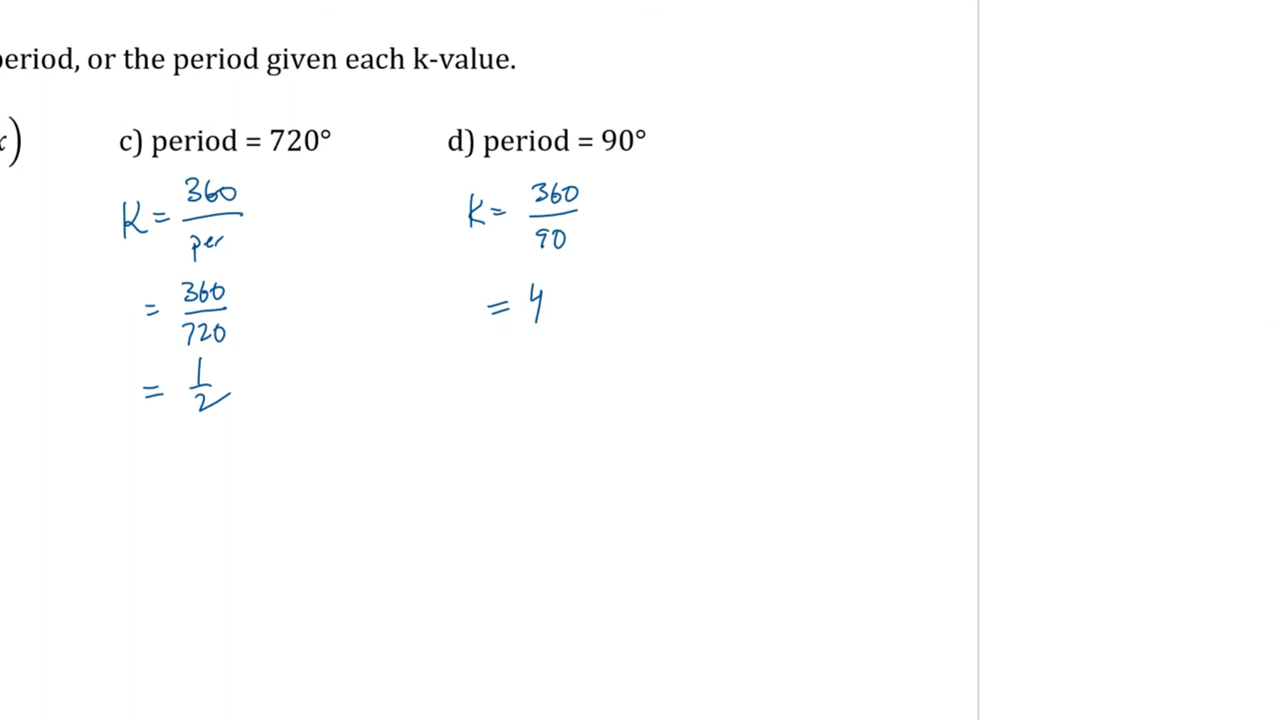 period, or the period given each k-value.
x)
c) period = 720°
d) period = 90°
K = 360/per
= 360/720
= 1/2
K = 360/90
= 4